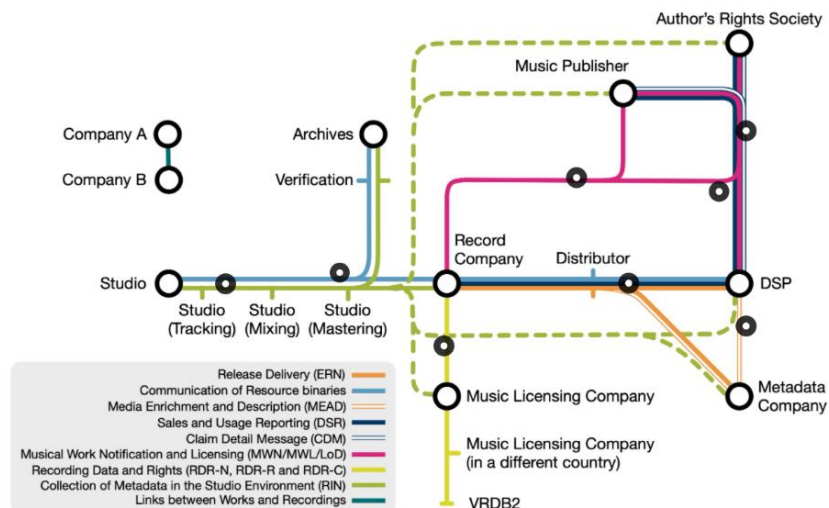 Author's Rights Society
Music Publisher
Company A
Archives
Company B
Verification
Record
Company
Distributor
Studio
DSP
Studio
(Tracking)
Studio
(Mixing)
Studio
(Mastering)
Release Delivery (ERN)
Communication of Resource binaries
Media Enrichment and Description (MEAD)
Sales and Usage Reporting (DSR)
Claim Detail Message (CDM)
Musical Work Notification and Licensing (MWN/MWL/LoD)
Recording Data and Rights (RDR-N, RDR-R and RDR-C)
Collection of Metadata in the Studio Environment (RIN)
Links between Works and Recordings
Music Licensing Company
Metadata
Company
Music Licensing Company
(in a different country)
VRDB2